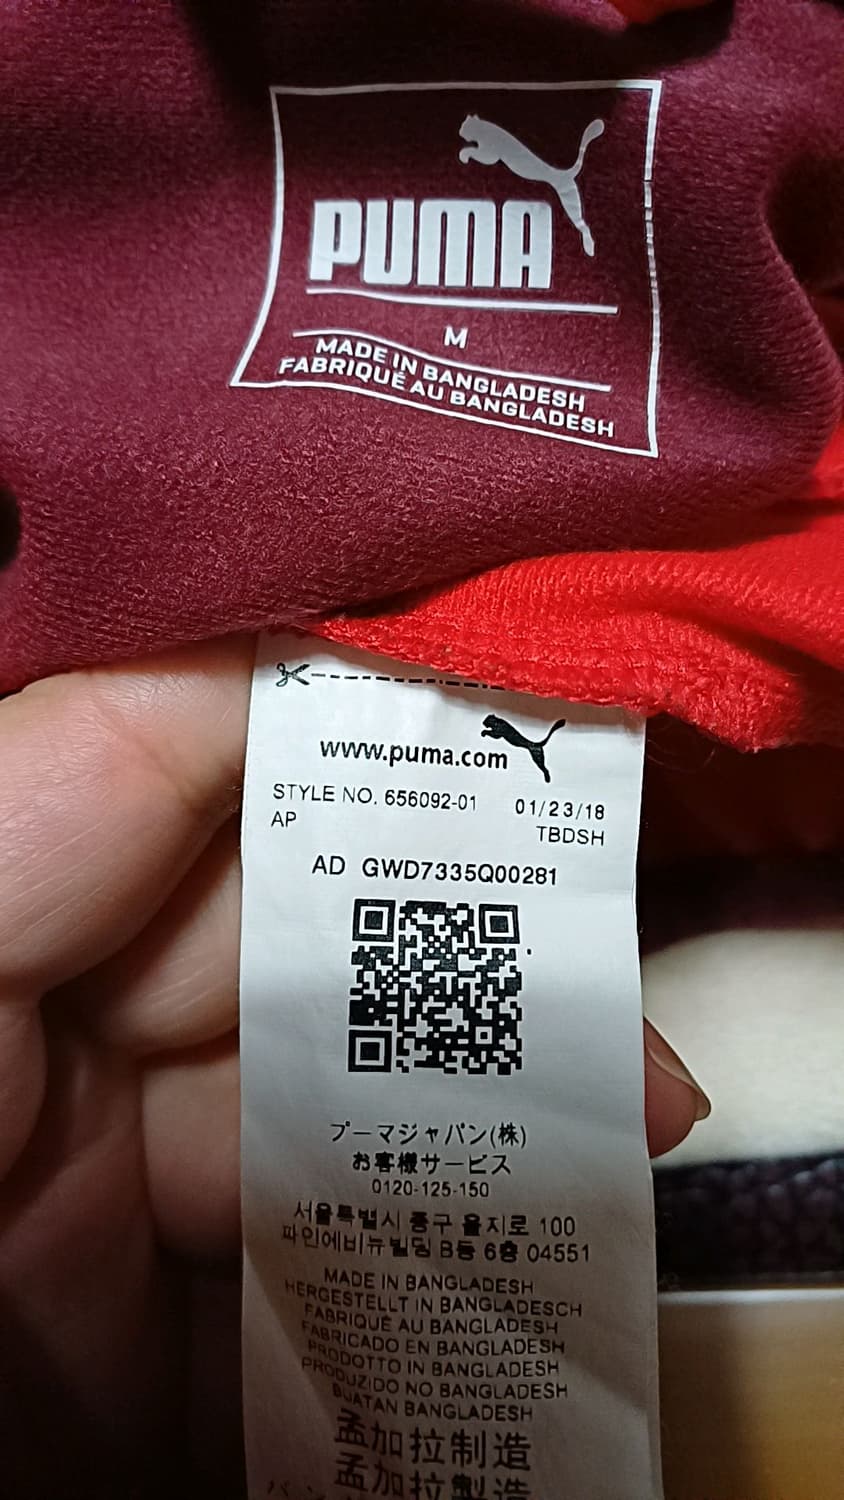 PUMA
M
MADE IN BANGLADESH
FABRIQUÉ AU BANGLADESH
www.puma.com
STYLE NO. 656092-01 01/23/18
AP TBDSH
AD GWD7335Q00281
プーマジャパン(株)
お客様サービス
0120-125-150
서울특별시 중구 을지로 100
파인에비뉴빌딩 B동 6층 04551
MADE IN BANGLADESH
HERGESTELLT IN BANGLADESCH
FABRIQUÉ AU BANGLADESH
FABRICADO EN BANGLADESH
PRODOTTO IN BANGLADESH
PRODUZIDO NO BANGLADESH
BUATAN BANGLADESH
孟加拉制造
孟加拉製造